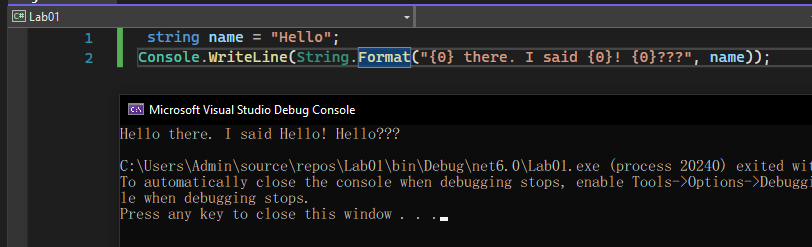 C# Lab01
1 string name = "Hello";
2 Console.WriteLine(String.Format("{0} there. I said {0}! {0}???", name));
Microsoft Visual Studio Debug Console
Hello there. I said Hello! Hello???
C:\Users\Admin\source\repos\Lab01\bin\Debug\net6.0\Lab01.exe (process 20240) exited wit
To automatically close the console when debugging stops, enable Tools->Options->Debuggi
le when debugging stops.
Press any key to close this window . . .